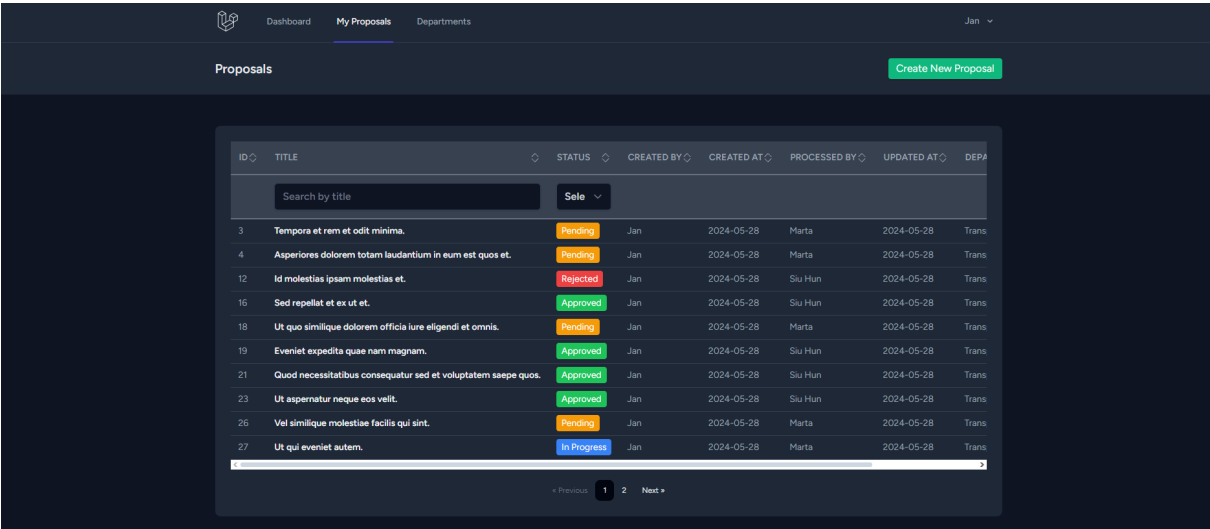 Dashboard My Proposals Departments Jan
Proposals Create New Proposal
ID TITLE STATUS CREATED BY CREATED AT PROCESSED BY UPDATED AT DEPA
Search by title Sele
3 Tempora et rem et odit minima. Pending Jan 2024-05-28 Marta 2024-05-28 Trans
4 Asperiores dolorem totam laudantium in eum est quos et. Pending Jan 2024-05-28 Marta 2024-05-28 Trans
12 Id molestias ipsam molestias et. Rejected Jan 2024-05-28 Siu Hun 2024-05-28 Trans
16 Sed repellat et ex ut et. Approved Jan 2024-05-28 Siu Hun 2024-05-28 Trans
18 Ut quo similique dolorem officia iure eligendi et omnis. Pending Jan 2024-05-28 Marta 2024-05-28 Trans
19 Eveniet expedita quae nam magnam. Approved Jan 2024-05-28 Siu Hun 2024-05-28 Trans
21 Quod necessitatibus consequatur sed et voluptatem saepe quos. Approved Jan 2024-05-28 Siu Hun 2024-05-28 Trans
23 Ut aspernatur neque eos velit. Approved Jan 2024-05-28 Siu Hun 2024-05-28 Trans
26 Vel similique molestiae facilis qui sint. Pending Jan 2024-05-28 Marta 2024-05-28 Trans
27 Ut qui eveniet autem. In Progress Jan 2024-05-28 Marta 2024-05-28 Trans
« Previous 1 2 Next »